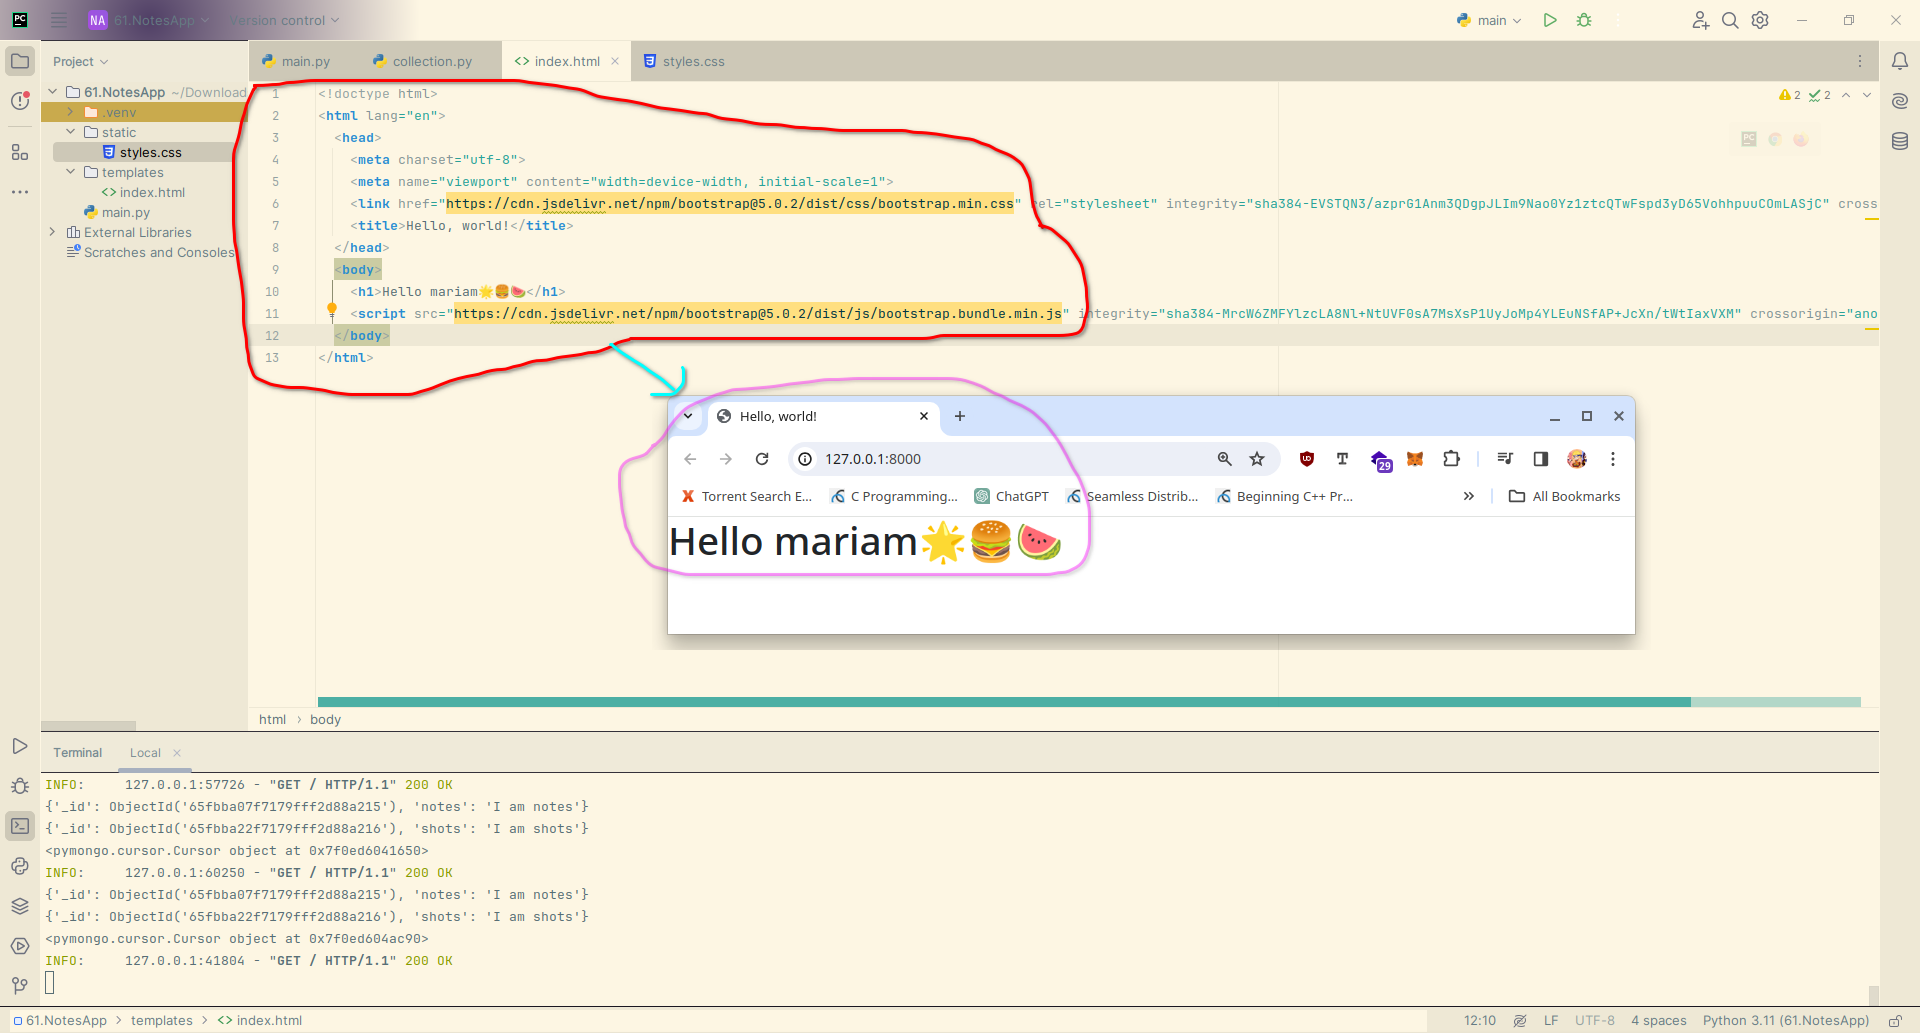 PC
NA 61.NotesApp Version control
main
Project
main.py collection.py index.html styles.css
61.NotesApp ~/Download
.venv
static
styles.css
templates
index.html
main.py
External Libraries
Scratches and Consoles
2 2
1 <!doctype html>
2 <html lang="en">
3 <head>
4 <meta charset="utf-8">
5 <meta name="viewport" content="width=device-width, initial-scale=1">
6 <link href="https://cdn.jsdelivr.net/npm/bootstrap@5.0.2/dist/css/bootstrap.min.css" rel="stylesheet" integrity="sha384-EVSTQN3/azprG1Anm3QDgpJLIm9Nao0Yz1ztcQTwFspd3yD65VohhpuuCOmLASjC" cross
7 <title>Hello, world!</title>
8 </head>
9 <body>
10 <h1>Hello mariam🌟🍔🍉</h1>
11 <script src="https://cdn.jsdelivr.net/npm/bootstrap@5.0.2/dist/js/bootstrap.bundle.min.js" integrity="sha384-MrcW6ZMFYlzcLA8Nl+NtUVF0sA7MsXsP1UyJoMp4YLEuNSfAP+JcXn/tWtIaxVXM" crossorigin="ano
12 </body>
13 </html>
Hello, world!
127.0.0.1:8000
29
Torrent Search E... C Programming... ChatGPT Seamless Distrib... Beginning C++ Pr... All Bookmarks
Hello mariam🌟🍔🍉
html › body
Terminal Local
INFO: 127.0.0.1:57726 - "GET / HTTP/1.1" 200 OK
{'_id': ObjectId('65fbba07f7179fff2d88a215'), 'notes': 'I am notes'}
{'_id': ObjectId('65fbba22f7179fff2d88a216'), 'shots': 'I am shots'}
<pymongo.cursor.Cursor object at 0x7f0ed6041650>
INFO: 127.0.0.1:60250 - "GET / HTTP/1.1" 200 OK
{'_id': ObjectId('65fbba07f7179fff2d88a215'), 'notes': 'I am notes'}
{'_id': ObjectId('65fbba22f7179fff2d88a216'), 'shots': 'I am shots'}
<pymongo.cursor.Cursor object at 0x7f0ed604ac90>
INFO: 127.0.0.1:41804 - "GET / HTTP/1.1" 200 OK
61.NotesApp › templates › index.html
12:10 LF UTF-8 4 spaces Python 3.11 (61.NotesApp)